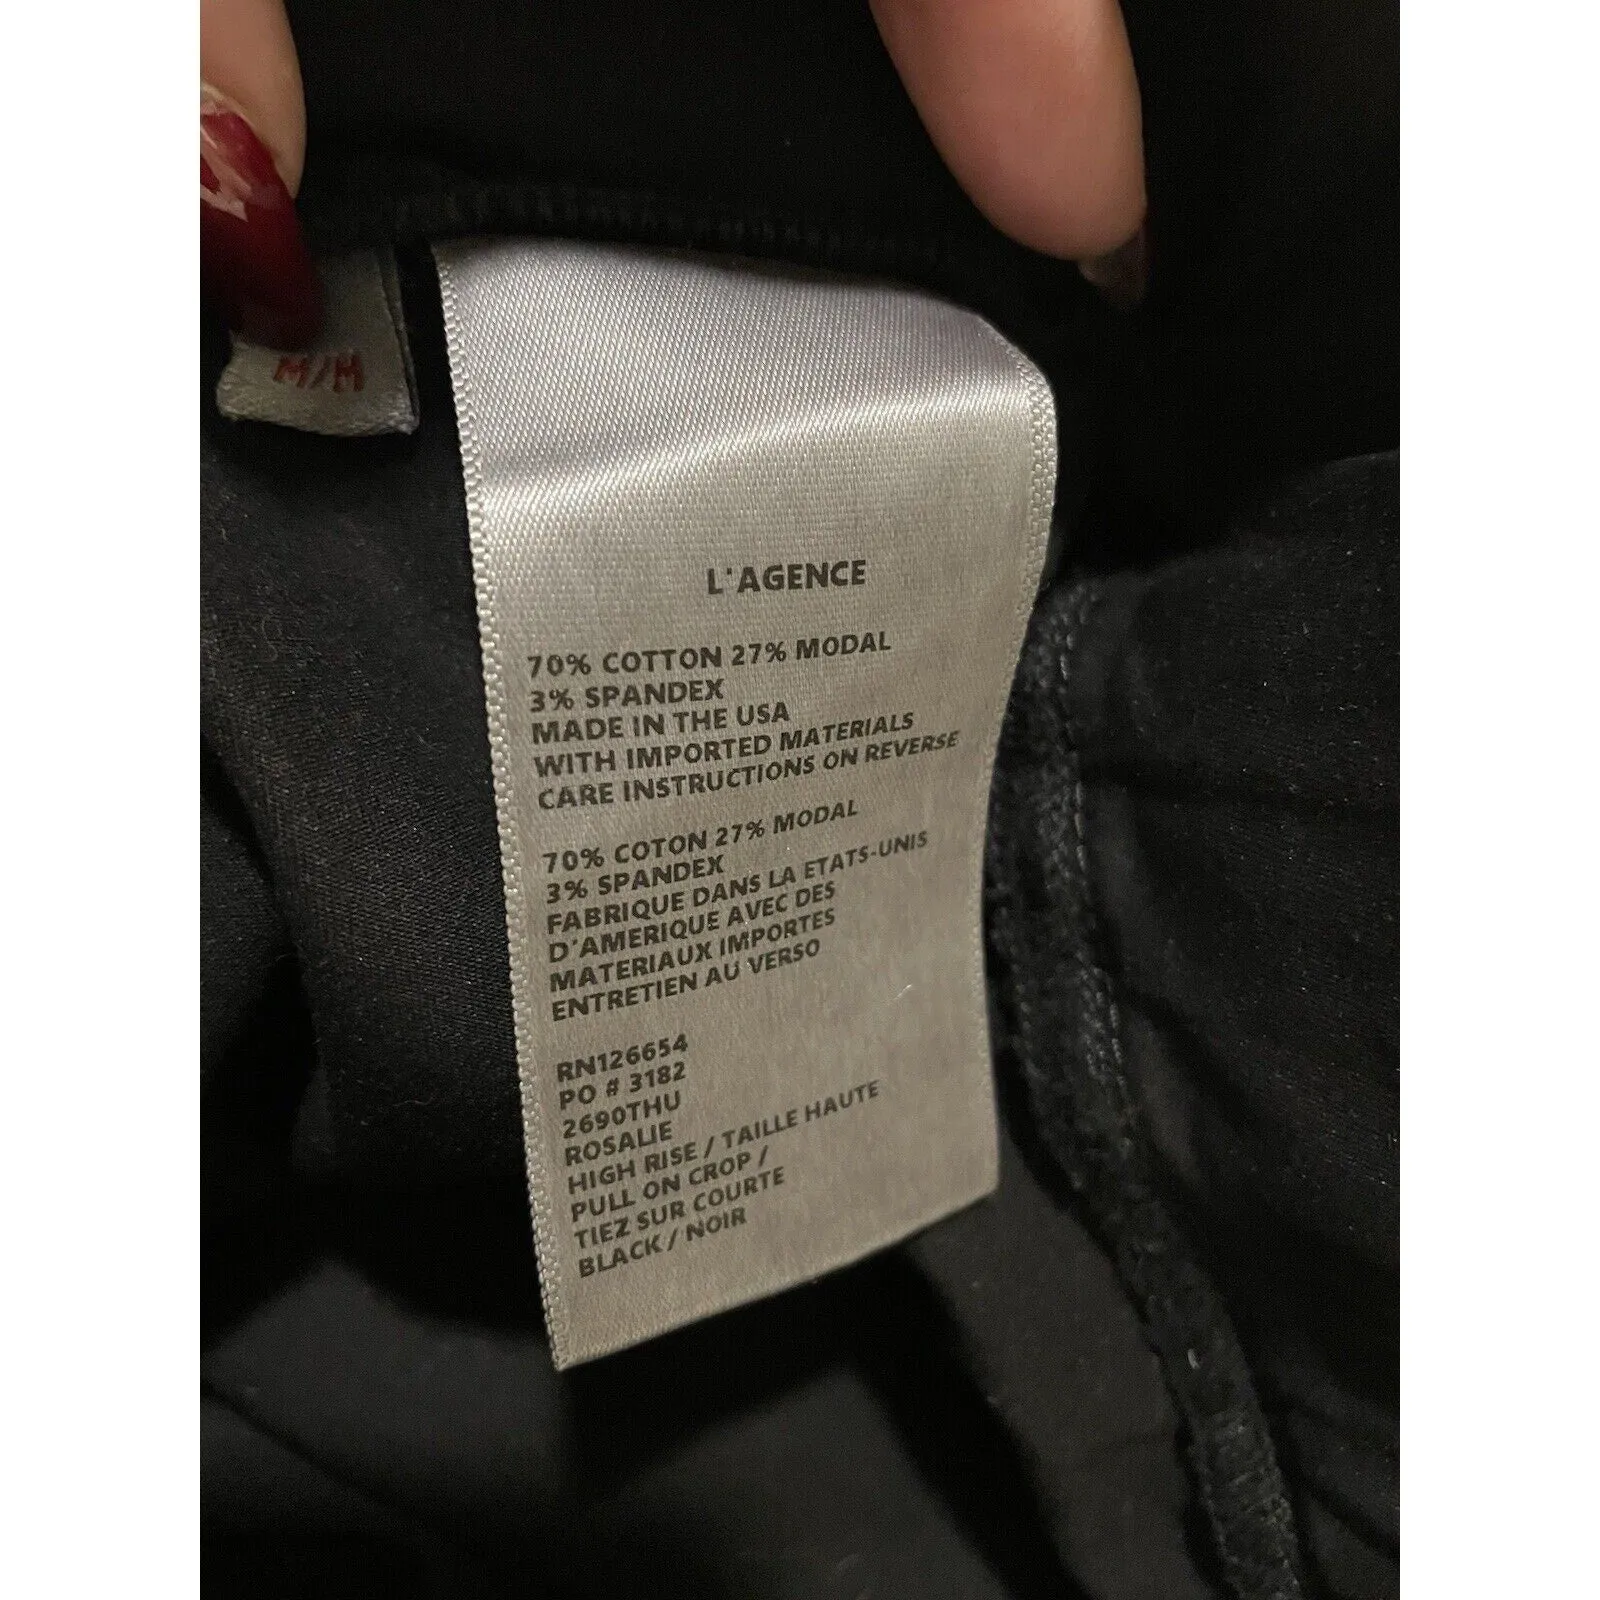 M/M
L'AGENCE
70% COTTON 27% MODAL
3% SPANDEX
MADE IN THE USA
WITH IMPORTED MATERIALS
CARE INSTRUCTIONS ON REVERSE
70% COTON 27% MODAL
3% SPANDEX
FABRIQUE DANS LA ETATS-UNIS
D'AMERIQUE AVEC DES
MATERIAUX IMPORTES
ENTRETIEN AU VERSO
RN126654
PO # 3182
2690THU
ROSALIE
HIGH RISE / TAILLE HAUTE
PULL ON CROP /
TIEZ SUR COURTE
BLACK / NOIR